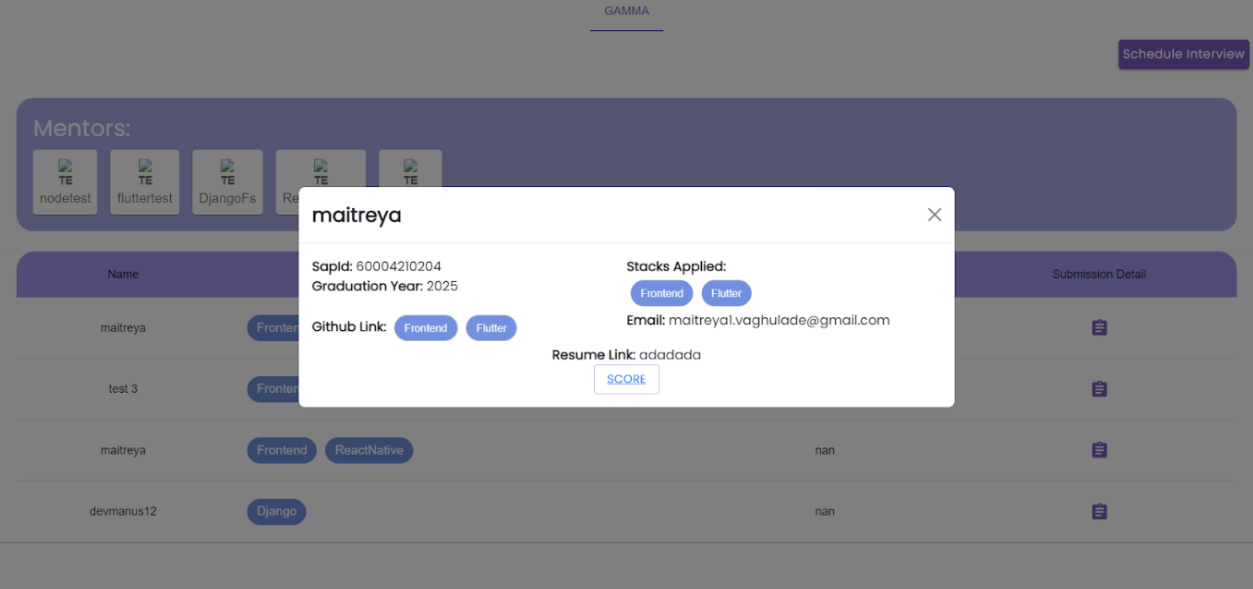 GAMMA
Schedule Interview
Mentors:
TE TE TE TE TE
nodetest fluttertest DjangoFs Re
maitreya
SapId: 60004210204
Graduation Year: 2025
Github Link: Frontend Flutter
Stacks Applied:
Frontend Flutter
Email: maitreya1.vaghulade@gmail.com
Resume Link: adadada
SCORE
Name Submission Detail
maitreya Fronten
test 3 Fronten
maitreya Frontend ReactNative nan
devmanus12 Django nan